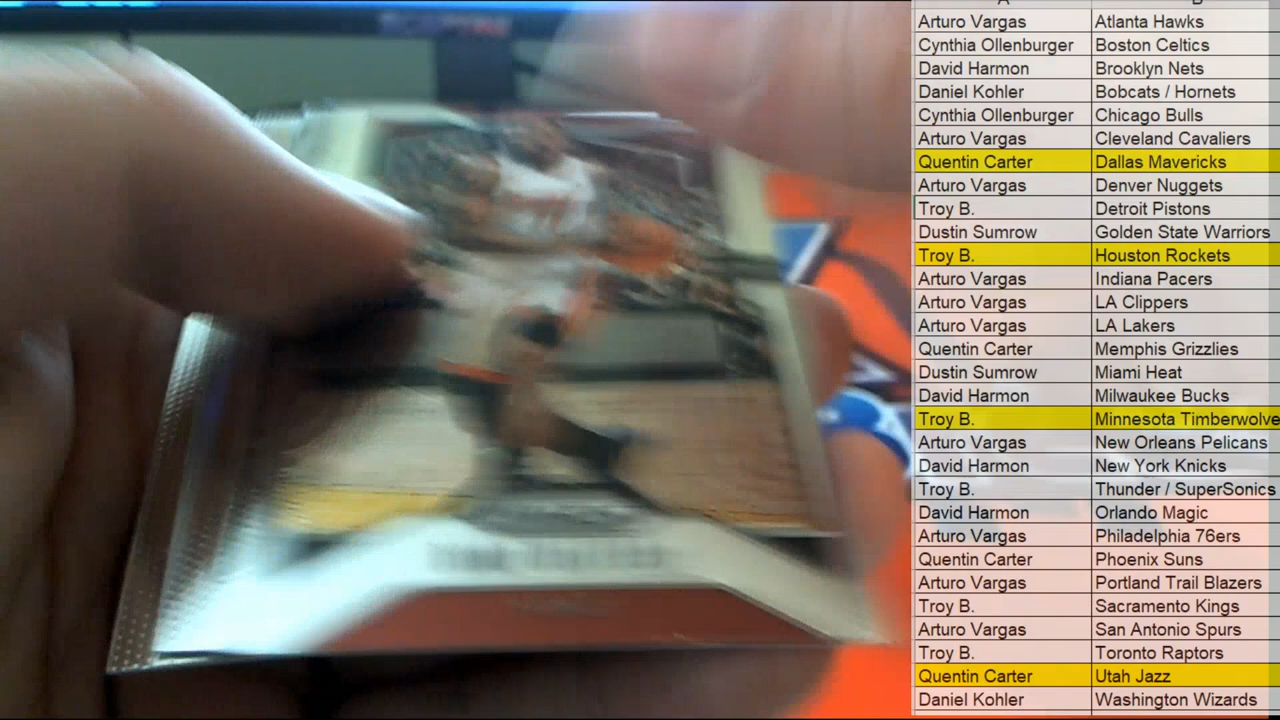 Arturo Vargas Atlanta Hawks
Cynthia Ollenburger Boston Celtics
David Harmon Brooklyn Nets
Daniel Kohler Bobcats / Hornets
Cynthia Ollenburger Chicago Bulls
Arturo Vargas Cleveland Cavaliers
Quentin Carter Dallas Mavericks
Arturo Vargas Denver Nuggets
Troy B. Detroit Pistons
Dustin Sumrow Golden State Warriors
Troy B. Houston Rockets
Arturo Vargas Indiana Pacers
Arturo Vargas LA Clippers
Arturo Vargas LA Lakers
Quentin Carter Memphis Grizzlies
Dustin Sumrow Miami Heat
David Harmon Milwaukee Bucks
Troy B. Minnesota Timberwolve
Arturo Vargas New Orleans Pelicans
David Harmon New York Knicks
Troy B. Thunder / SuperSonics
David Harmon Orlando Magic
Arturo Vargas Philadelphia 76ers
Quentin Carter Phoenix Suns
Arturo Vargas Portland Trail Blazers
Troy B. Sacramento Kings
Arturo Vargas San Antonio Spurs
Troy B. Toronto Raptors
Quentin Carter Utah Jazz
Daniel Kohler Washington Wizards